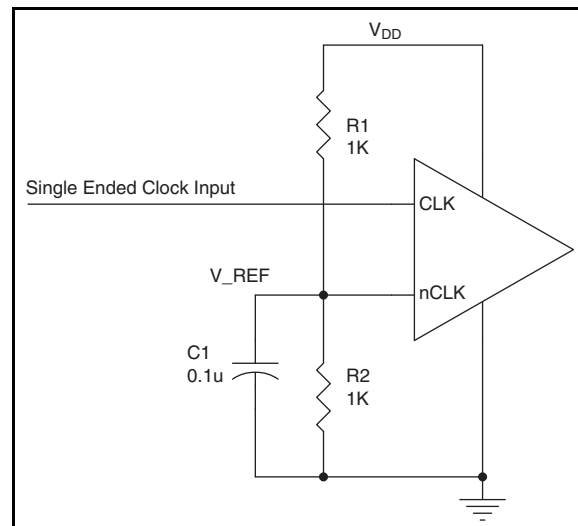 V_DD
R1
1K
Single Ended Clock Input
CLK
V_REF
nCLK
C1
0.1u
R2
1K